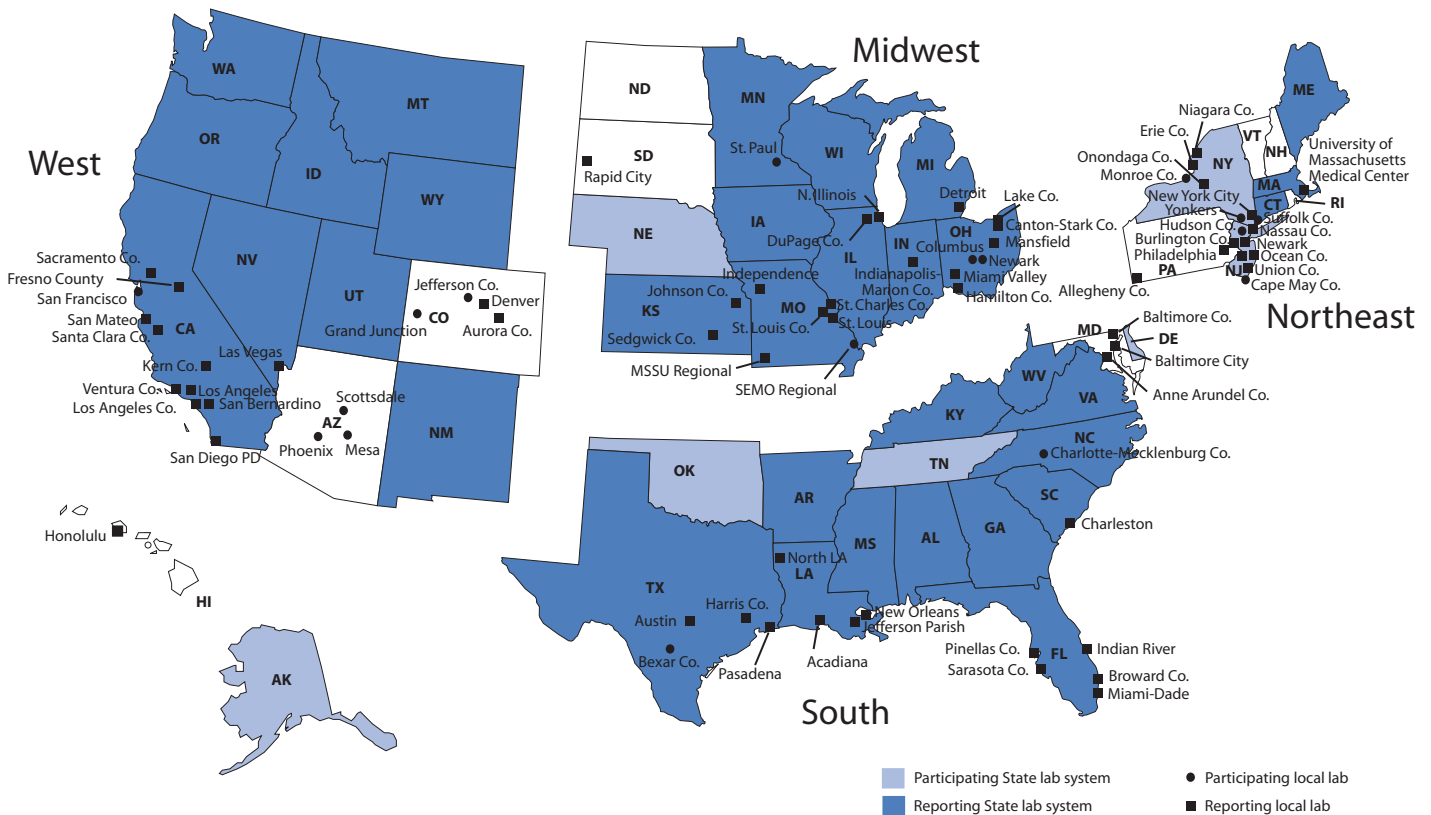 West
WA
MT
OR
ID
WY
NV
UT
CA
CO
AZ
NM
Sacramento Co.
Fresno County
San Francisco
San Mateo
Santa Clara Co.
Kern Co.
Las Vegas
Ventura Co.
Los Angeles
Los Angeles Co.
San Bernardino
San Diego PD
Jefferson Co.
Denver
Grand Junction
Aurora Co.
Scottsdale
Phoenix
Mesa
Honolulu
HI
AK
Midwest
ND
SD
Rapid City
NE
KS
MN
St. Paul
WI
MI
IA
IL
IN
OH
MO
N. Illinois
Detroit
Lake Co.
Canton-Stark Co.
DuPage Co.
Columbus
Mansfield
Newark
Independence
Indianapolis-
Marion Co.
Miami Valley
Hamilton Co.
Johnson Co.
St. Charles Co.
St. Louis Co.
St. Louis
Sedgwick Co.
MSSU Regional
SEMO Regional
Northeast
ME
Niagara Co.
Erie Co.
VT
NH
University of
Massachusetts
Medical Center
Onondaga Co.
Monroe Co.
NY
MA
CT
RI
New York City
Yonkers
Suffolk Co.
Hudson Co.
Nassau Co.
Burlington Co.
Newark
Philadelphia
Ocean Co.
PA
NJ
Union Co.
Allegheny Co.
Cape May Co.
South
MD
Baltimore Co.
DE
Baltimore City
Anne Arundel Co.
WV
VA
KY
NC
Charlotte-Mecklenburg Co.
TN
OK
AR
SC
Charleston
MS
AL
GA
TX
North LA
LA
Harris Co.
Austin
New Orleans
Jefferson Parish
Bexar Co.
Pasadena
Acadiana
Pinellas Co.
FL
Indian River
Sarasota Co.
Broward Co.
Miami-Dade
Participating State lab system
Participating local lab
Reporting State lab system
Reporting local lab